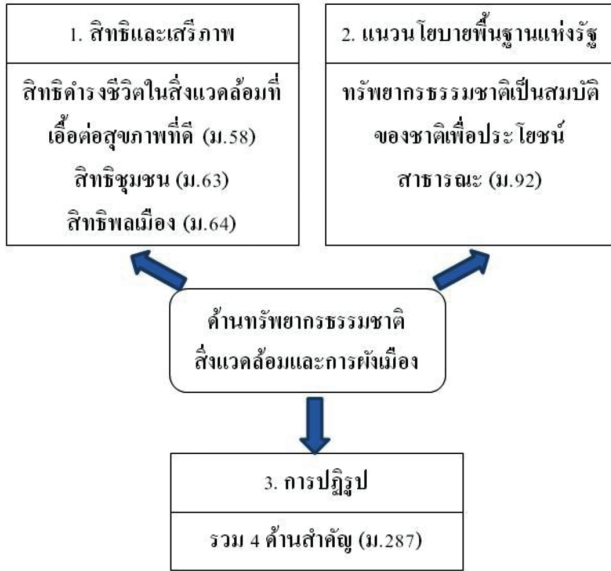 1. สิทธิและเสรีภาพ
สิทธิดำรงชีวิตในสิ่งแวดล้อมที่
เอื้อต่อสุขภาพที่ดี (ม.58)
สิทธิชุมชน (ม.63)
สิทธิพลเมือง (ม.64)
2. แนวนโยบายพื้นฐานแห่งรัฐ
ทรัพยากรธรรมชาติเป็นสมบัติ
ของชาติเพื่อประโยชน์
สาธารณะ (ม.92)
ด้านทรัพยากรธรรมชาติ
สิ่งแวดล้อมและการผังเมือง
3. การปฏิรูป
รวม 4 ด้านสำคัญ (ม.287)